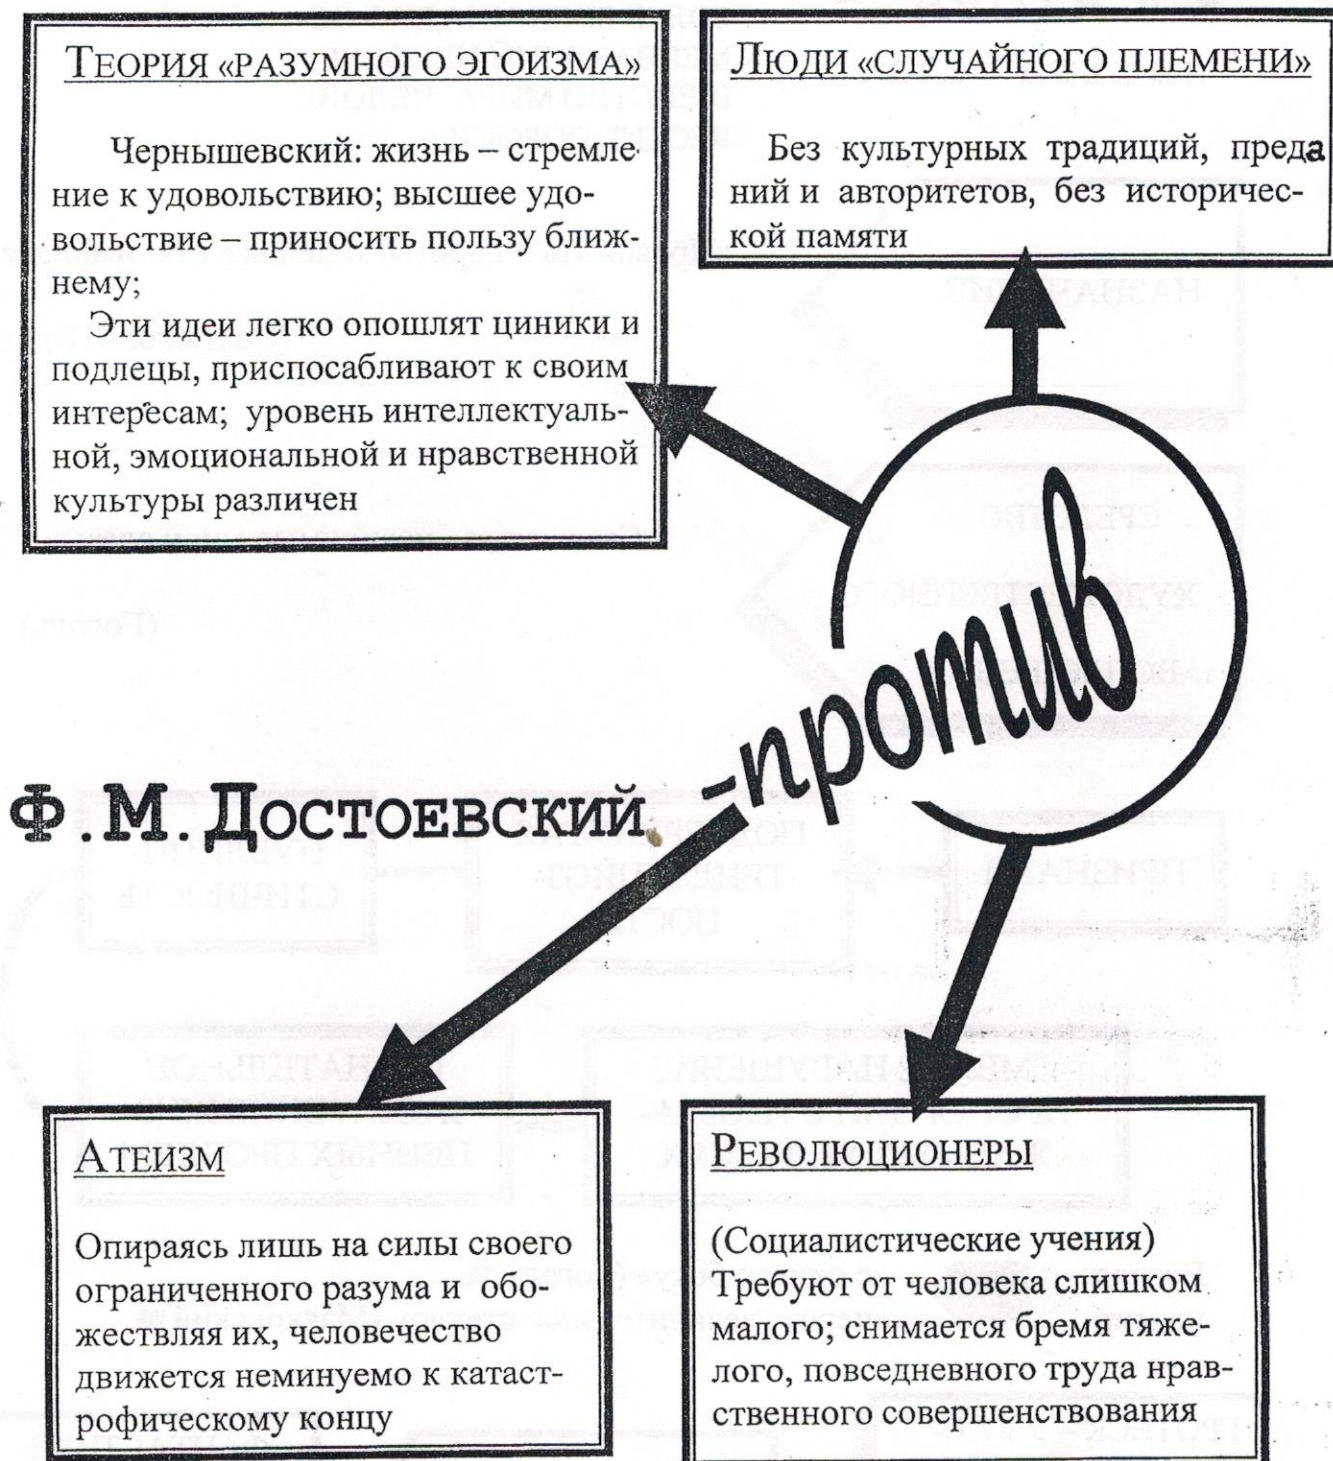 ТЕОРИЯ «РАЗУМНОГО ЭГОИЗМА»
Чернышевский: жизнь – стремле-
ние к удовольствию; высшее удо-
вольствие – приносить пользу ближ-
нему;
Эти идеи легко опошлят циники и
подлецы, приспосабливают к своим
интересам; уровень интеллектуаль-
ной, эмоциональной и нравственной
культуры различен
ЛЮДИ «СЛУЧАЙНОГО ПЛЕМЕНИ»
Без культурных традиций, преда
ний и авторитетов, без историчес-
кой памяти
Ф.М. ДОСТОЕВСКИЙ
-против
АТЕИЗМ
Опираясь лишь на силы своего
ограниченного разума и обо-
жествляя их, человечество
движется неминуемо к катаст-
рофическому концу
РЕВОЛЮЦИОНЕРЫ
(Социалистические учения)
Требуют от человека слишком
малого; снимается бремя тяже-
лого, повседневного труда нрав-
ственного совершенствования